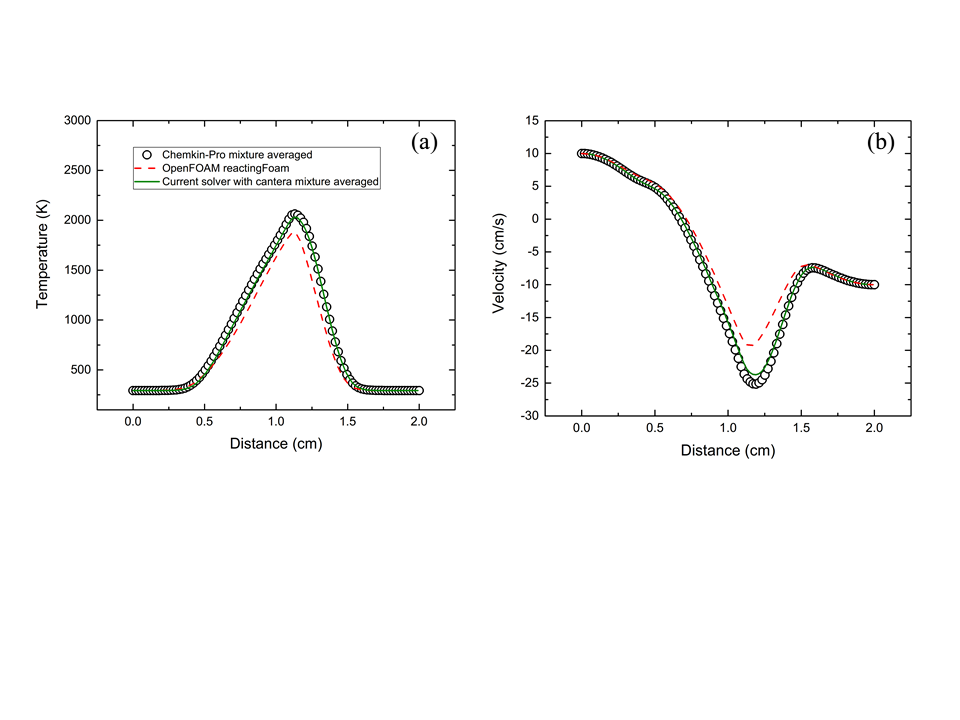 (a)
3000
2500
2000
1500
1000
500
Temperature (K)
Chemkin-Pro mixture averaged
OpenFOAM reactingFoam
Current solver with cantera mixture averaged
0.0 0.5 1.0 1.5 2.0
Distance (cm)
(b)
15
10
5
0
-5
-10
-15
-20
-25
-30
Velocity (cm/s)
0.0 0.5 1.0 1.5 2.0
Distance (cm)